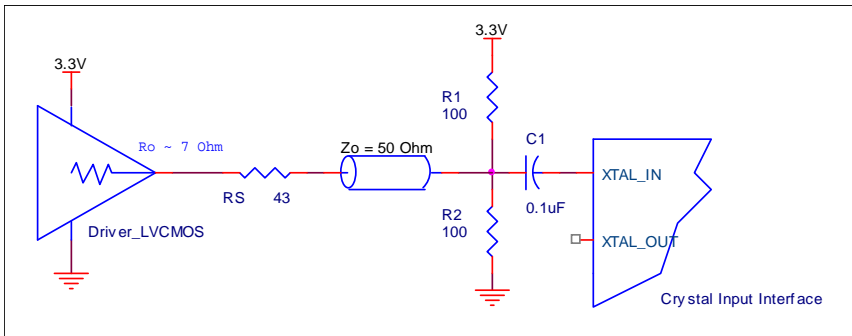 3.3V
3.3V
R1
100
Ro ~ 7 Ohm
Zo = 50 Ohm
C1
XTAL_IN
RS 43
0.1uF
R2
100
Driver_LVCMOS
XTAL_OUT
Crystal Input Interface